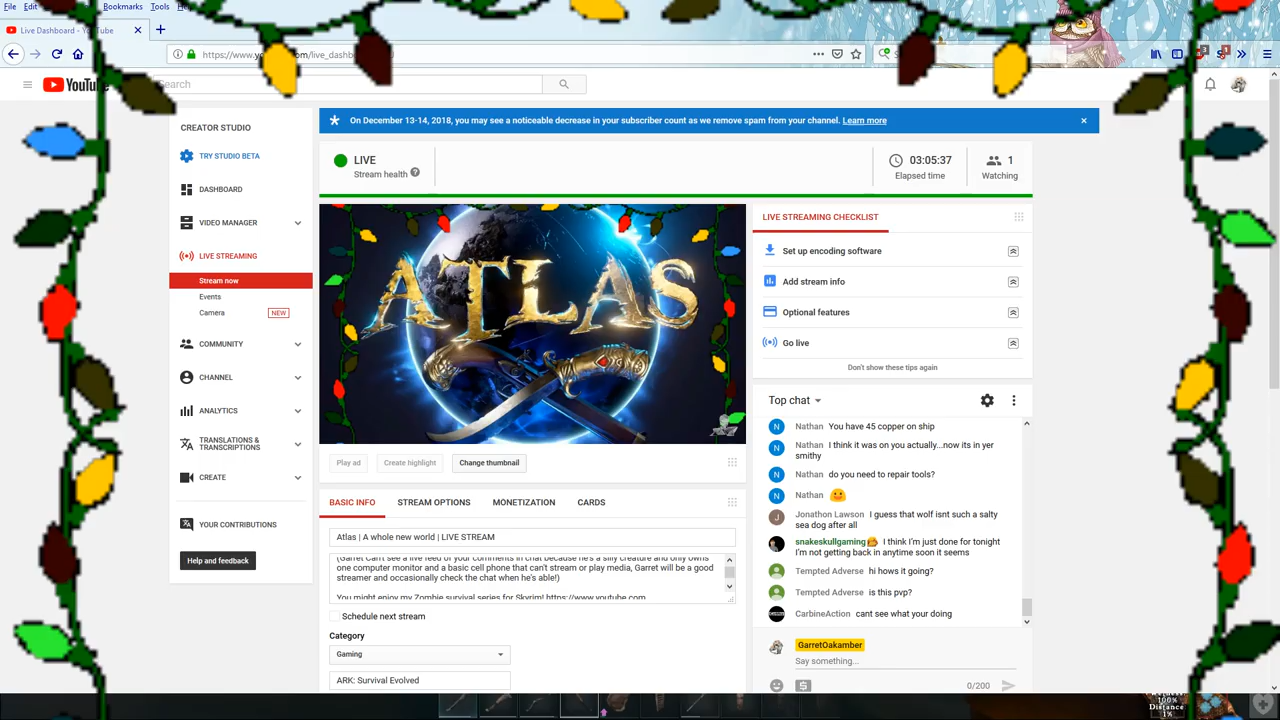 File Edit Bookmarks Tools
Live Dashboard - YouTube
https://www.yo .com/live_dashb
3
1
YouTube
Search
CREATOR STUDIO
TRY STUDIO BETA
DASHBOARD
VIDEO MANAGER
LIVE STREAMING
Stream now
Events
Camera NEW
COMMUNITY
CHANNEL
ANALYTICS
TRANSLATIONS &
TRANSCRIPTIONS
CREATE
YOUR CONTRIBUTIONS
Help and feedback
On December 13-14, 2018, you may see a noticeable decrease in your subscriber count as we remove spam from your channel. Learn more
LIVE
Stream health
03:05:37
Elapsed time
1
Watching
ATLAS
Play ad
Create highlight
Change thumbnail
BASIC INFO STREAM OPTIONS MONETIZATION CARDS
Atlas | A whole new world | LIVE STREAM
(Garret Can't see a live feed of your comments in chat because he's a silly creature and only owns
one computer monitor and a basic cell phone that can't stream or play media, Garret will be a good
streamer and occasionally check the chat when he's able!)
You might enjoy my Zombie survival series for Skyrim! https://www.youtube.com
Schedule next stream
Category
Gaming
ARK: Survival Evolved
LIVE STREAMING CHECKLIST
Set up encoding software
Add stream info
Optional features
Go live
Don't show these tips again
Top chat
N Nathan You have 45 copper on ship
N Nathan I think it was on you actually...now its in yer
smithy
N Nathan do you need to repair tools?
N Nathan
J Jonathon Lawson I guess that wolf isnt such a salty
sea dog after all
snakeskullgaming I think I'm just done for tonight
I'm not getting back in anytime soon it seems
Tempted Adverse hi hows it going?
Tempted Adverse is this pvp?
CarbineAction cant see what your doing
GarretOakamber
Say something...
0/200
100%
Distance
1%